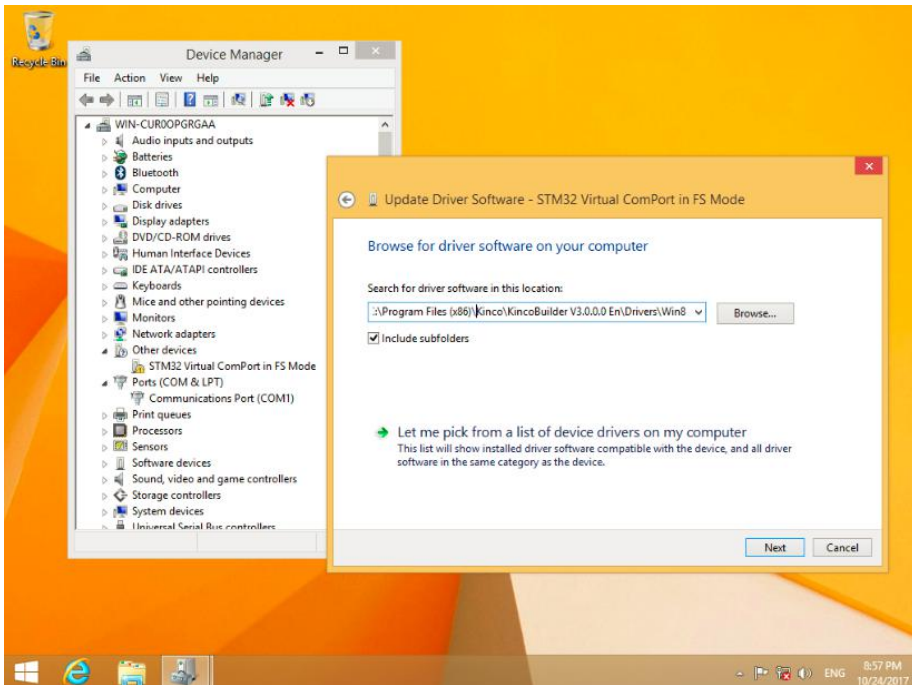 Recycle Bin
Device Manager
File Action View Help
WIN-CUR0OPGRGAA
Audio inputs and outputs
Batteries
Bluetooth
Computer
Disk drives
Display adapters
DVD/CD-ROM drives
Human Interface Devices
IDE ATA/ATAPI controllers
Keyboards
Mice and other pointing devices
Monitors
Network adapters
Other devices
STM32 Virtual ComPort in FS Mode
Ports (COM & LPT)
Communications Port (COM1)
Print queues
Processors
Sensors
Software devices
Sound, video and game controllers
Storage controllers
System devices
Universal Serial Bus controllers
Update Driver Software - STM32 Virtual ComPort in FS Mode
Browse for driver software on your computer
Search for driver software in this location:
:\Program Files (x86)\Kinco\KincoBuilder V3.0.0.0 En\Drivers\Win8
Browse...
Include subfolders
Let me pick from a list of device drivers on my computer
This list will show installed driver software compatible with the device, and all driver
software in the same category as the device.
Next Cancel
ENG
8:57 PM
10/24/2017